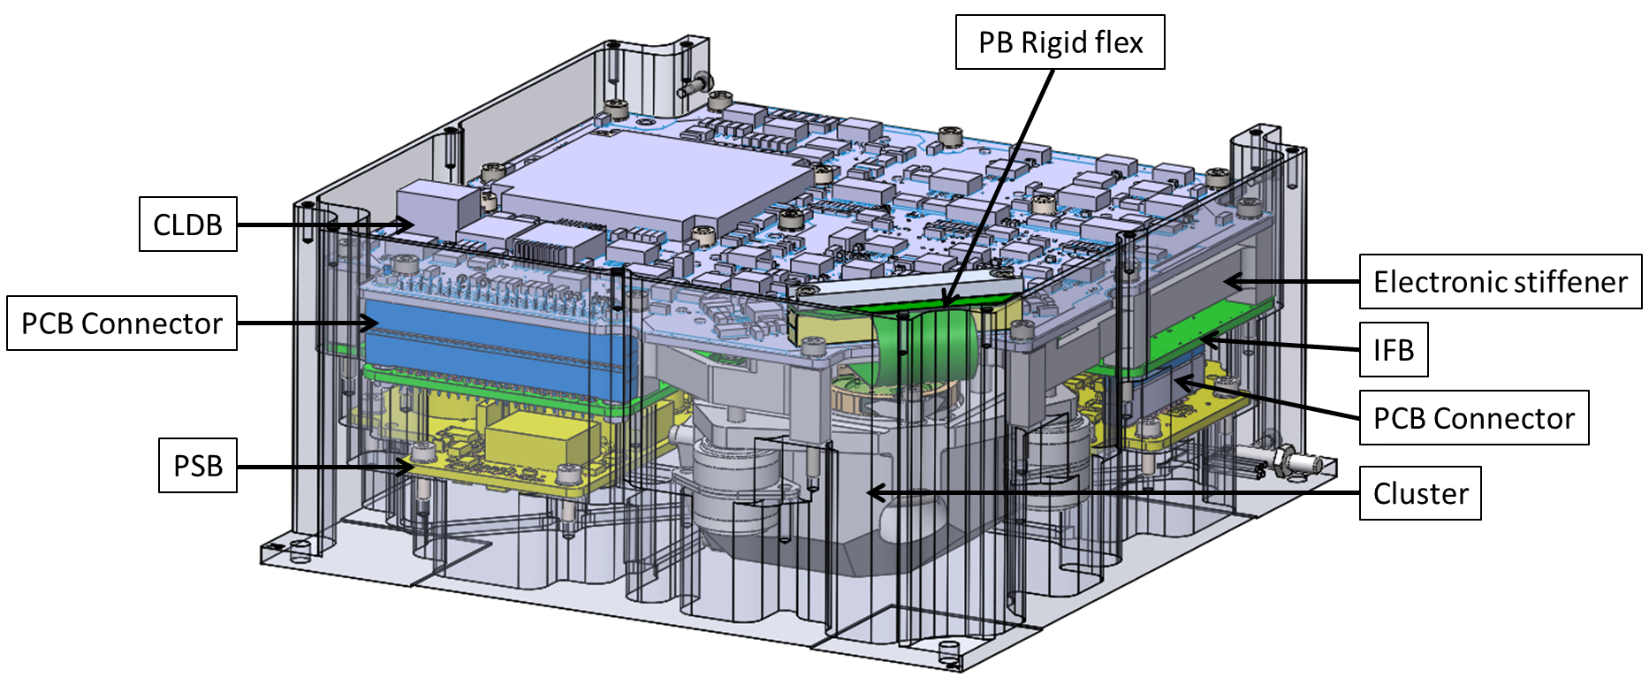 PB Rigid flex
CLDB
Electronic stiffener
PCB Connector
IFB
PCB Connector
PSB
Cluster